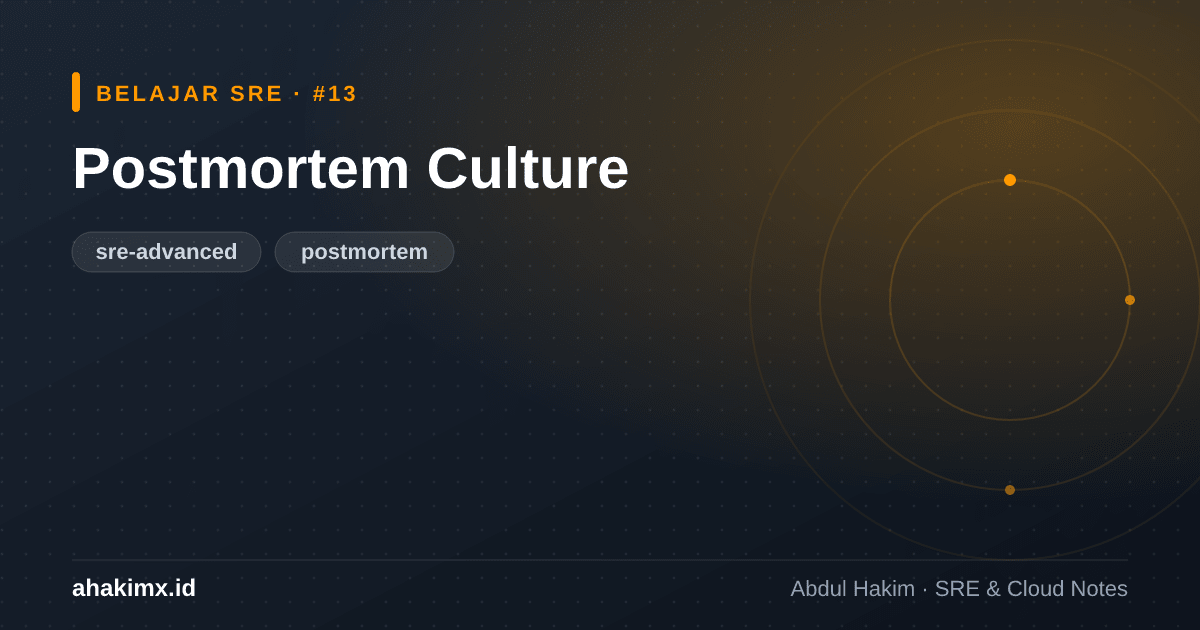 BELAJAR SRE · #13
Postmortem Culture
sre-advanced postmortem
ahakimx.id
Abdul Hakim · SRE & Cloud Notes